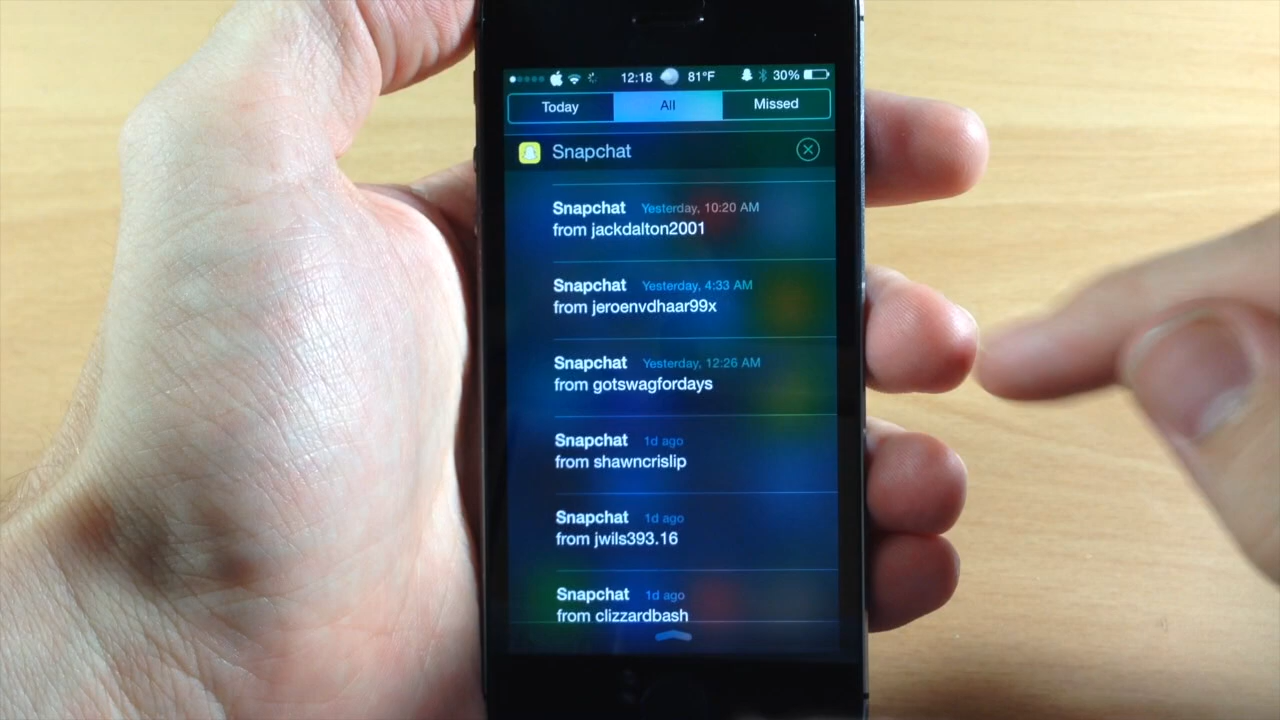 12:18 81°F 30%
Today All Missed
Snapchat
Snapchat Yesterday, 10:20 AM
from jackdalton2001
Snapchat Yesterday, 4:33 AM
from jeroenvdhaar99x
Snapchat Yesterday, 12:26 AM
from gotswagfordays
Snapchat 1d ago
from shawncrislip
Snapchat 1d ago
from jwils393.16
Snapchat 1d ago
from clizzardbash